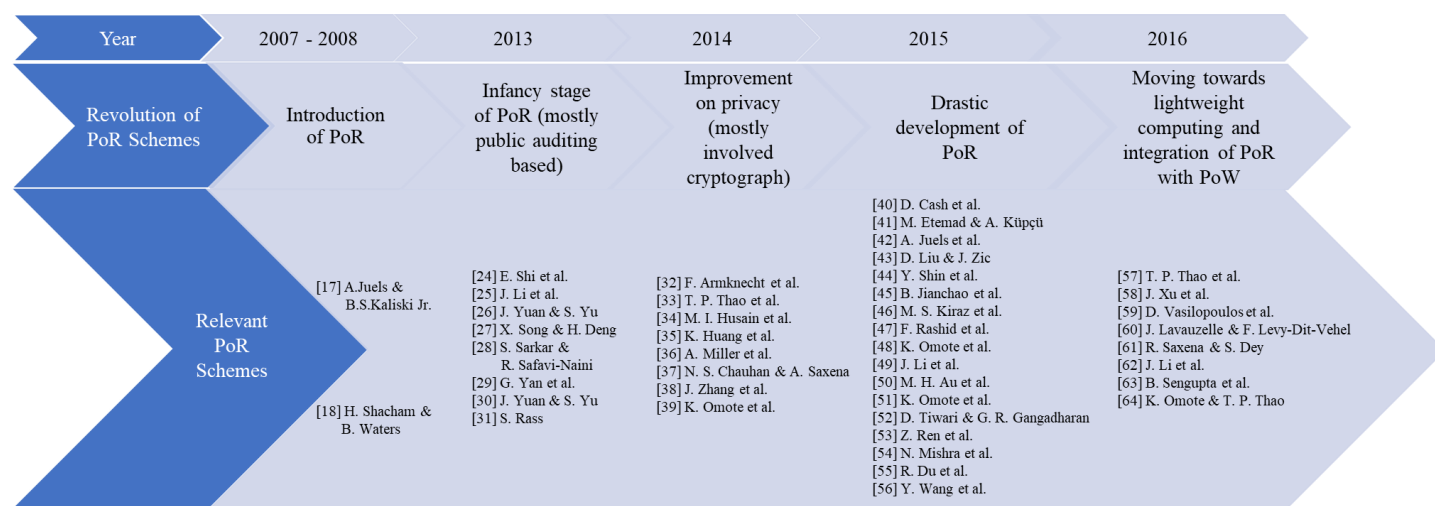 Year
2007 - 2008
2013
2014
2015
2016
Revolution of
PoR Schemes
Introduction
of PoR
Infancy stage
of PoR (mostly
public auditing
based)
Improvement
on privacy
(mostly
involved
cryptograph)
Drastic
development of
PoR
Moving towards
lightweight
computing and
integration of PoR
with PoW
Relevant
PoR
Schemes
[17] A.Juels &
B.S.Kaliski Jr.
[18] H. Shacham &
B. Waters
[24] E. Shi et al.
[25] J. Li et al.
[26] J. Yuan & S. Yu
[27] X. Song & H. Deng
[28] S. Sarkar &
R. Safavi-Naini
[29] G. Yan et al.
[30] J. Yuan & S. Yu
[31] S. Rass
[32] F. Armknecht et al.
[33] T. P. Thao et al.
[34] M. I. Husain et al.
[35] K. Huang et al.
[36] A. Miller et al.
[37] N. S. Chauhan & A. Saxena
[38] J. Zhang et al.
[39] K. Omote et al.
[40] D. Cash et al.
[41] M. Etemad & A. Küpçü
[42] A. Juels et al.
[43] D. Liu & J. Zic
[44] Y. Shin et al.
[45] B. Jianchao et al.
[46] M. S. Kiraz et al.
[47] F. Rashid et al.
[48] K. Omote et al.
[49] J. Li et al.
[50] M. H. Au et al.
[51] K. Omote et al.
[52] D. Tiwari & G. R. Gangadharan
[53] Z. Ren et al.
[54] N. Mishra et al.
[55] R. Du et al.
[56] Y. Wang et al.
[57] T. P. Thao et al.
[58] J. Xu et al.
[59] D. Vasilopoulos et al.
[60] J. Lavauzelle & F. Levy-Dit-Vehel
[61] R. Saxena & S. Dey
[62] J. Li et al.
[63] B. Sengupta et al.
[64] K. Omote & T. P. Thao